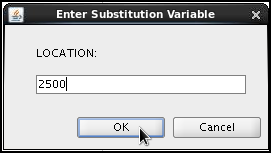 Enter Substitution Variable
LOCATION:
2500
OK
Cancel